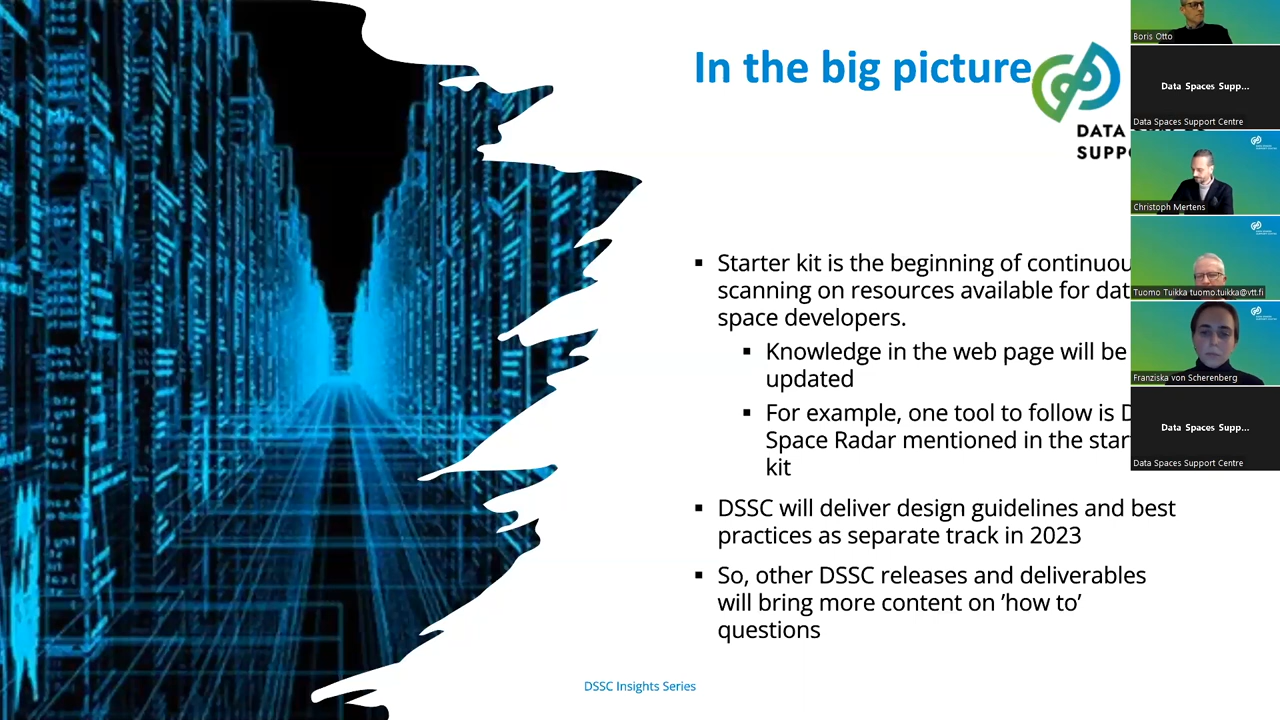 In the big picture
DATA
SUPP
Starter kit is the beginning of continuou
scanning on resources available for dat
space developers.
Knowledge in the web page will be
updated
For example, one tool to follow is D
Space Radar mentioned in the star
kit
DSSC will deliver design guidelines and best
practices as separate track in 2023
So, other DSSC releases and deliverables
will bring more content on ’how to’
questions
DSSC Insights Series
Boris Otto
Data Spaces Supp...
Data Spaces Support Centre
Christoph Mertens
Tuomo Tuikka tuomo.tuikka@vtt.fi
Franziska von Scherenberg
Data Spaces Supp...
Data Spaces Support Centre